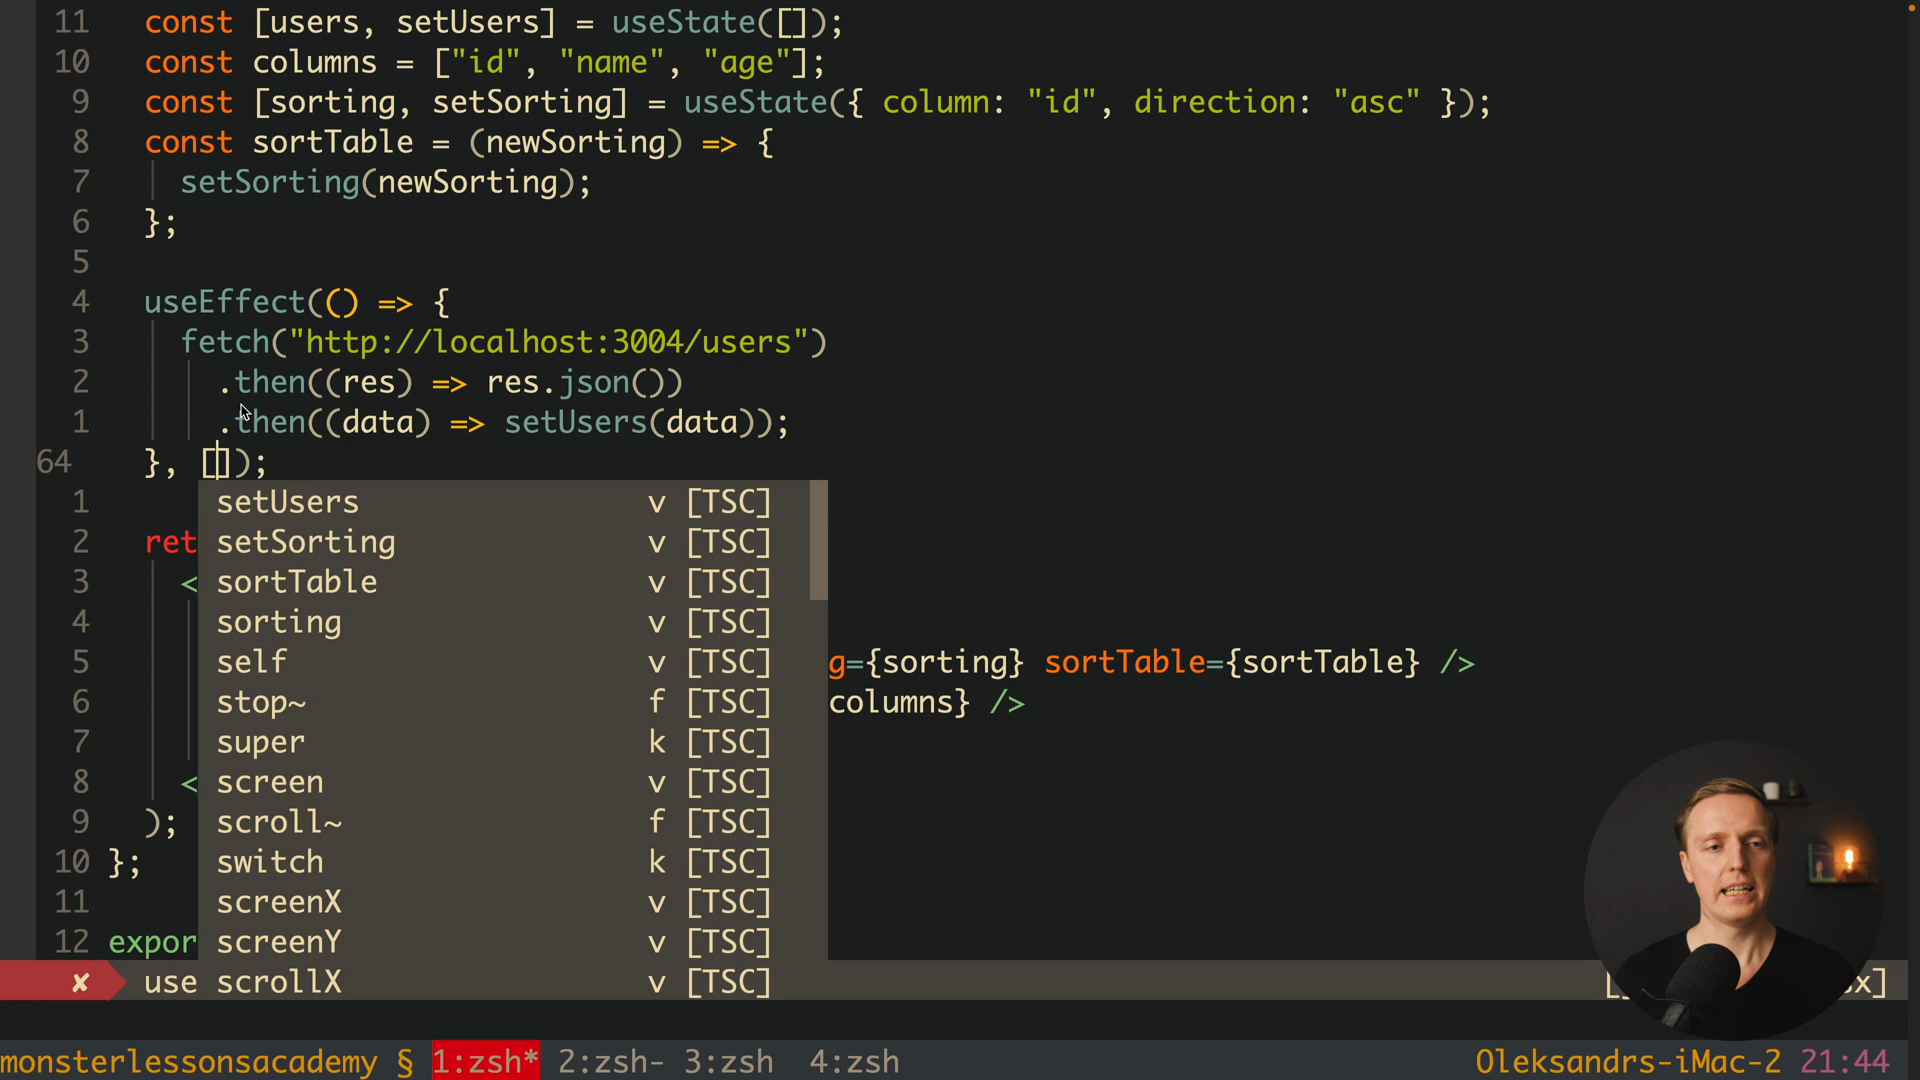 11 const [users, setUsers] = useState([]);
10 const columns = ["id", "name", "age"];
9 const [sorting, setSorting] = useState({ column: "id", direction: "asc" });
8 const sortTable = (newSorting) => {
7 setSorting(newSorting);
6 };
5
4 useEffect(() => {
3 fetch("http://localhost:3004/users")
2 .then((res) => res.json())
1 .then((data) => setUsers(data));
64 }, []);
1 setUsers v [TSC]
2 ret setSorting v [TSC]
3 < sortTable v [TSC]
4 sorting v [TSC]
5 self v [TSC] g={sorting} sortTable={sortTable} />
6 stop~ f [TSC] columns} />
7 super k [TSC]
8 < screen v [TSC]
9 ); scroll~ f [TSC]
10 }; switch k [TSC]
11 screenX v [TSC]
12 expor screenY v [TSC]
✘ use scrollX v [TSC] x]
monsterlessonsacademy § 1:zsh* 2:zsh- 3:zsh 4:zsh Oleksandrs-iMac-2 21:44